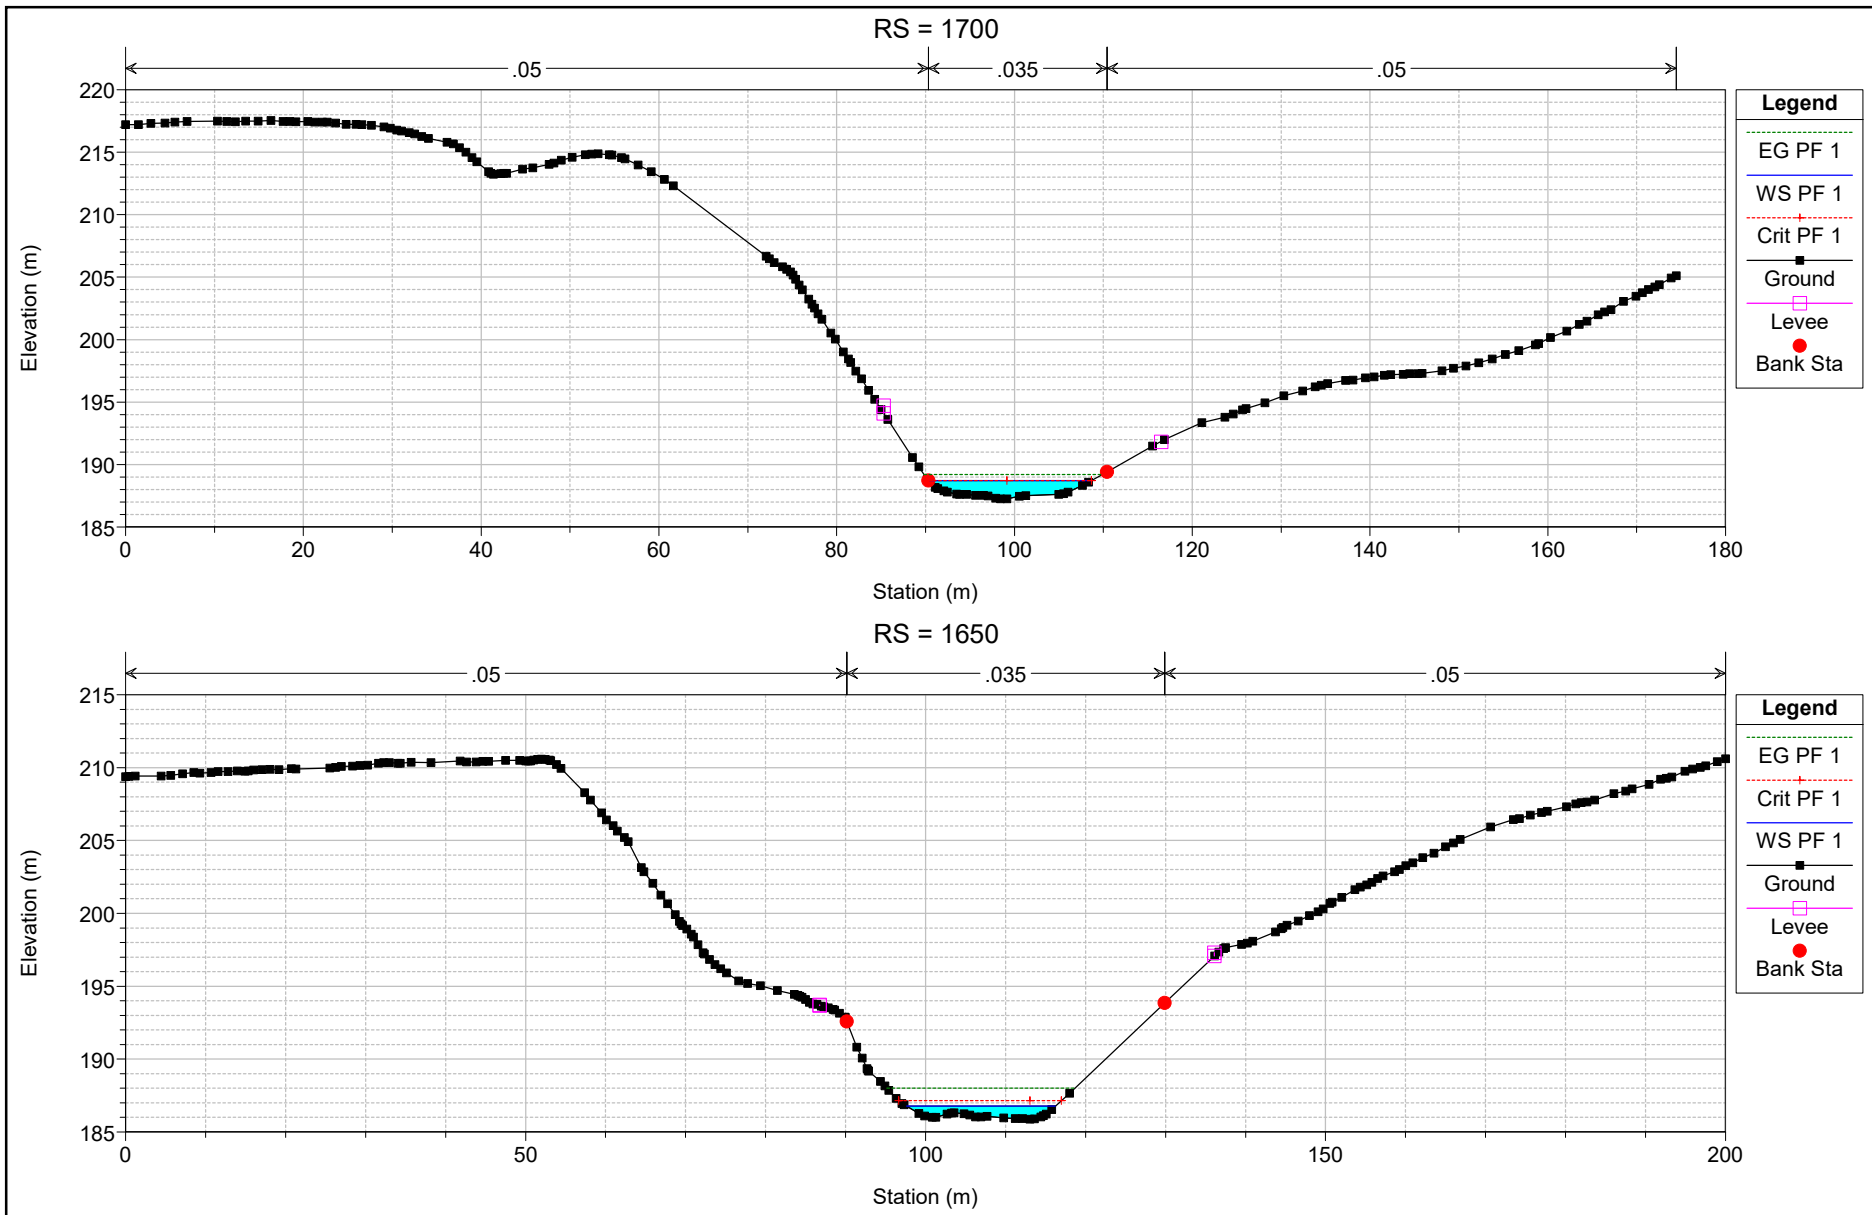 RS = 1700
.05
.035
.05
220
215
210
205
200
195
190
185
Elevation (m)
0
20
40
60
80
100
120
140
160
180
Station (m)
Legend
EG PF 1
WS PF 1
Crit PF 1
Ground
Levee
Bank Sta
RS = 1650
.05
.035
.05
215
210
205
200
195
190
185
Elevation (m)
0
50
100
150
200
Station (m)
Legend
EG PF 1
Crit PF 1
WS PF 1
Ground
Levee
Bank Sta